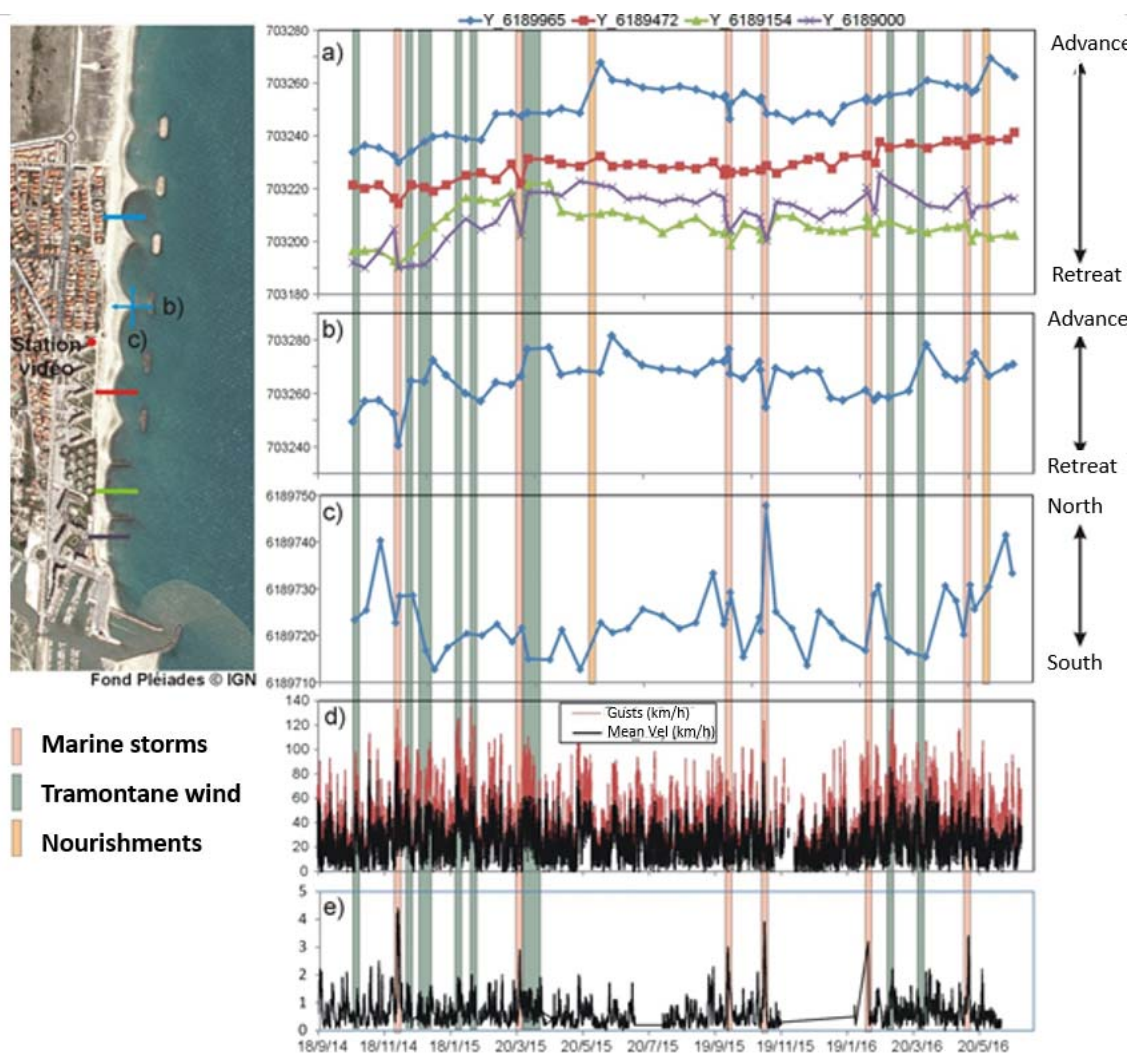 Y_6189965 Y_6189472 Y_6189154 Y_6189000
a)
703280
703260
703240
703220
703200
703180
Advance
Retreat
b)
703280
703260
703240
Advance
Retreat
c)
6189750
6189740
6189730
6189720
6189710
North
South
b)
c)
Station
vidéo
Fond Pléiades © IGN
Marine storms
Tramontane wind
Nourishments
d)
Gusts (km/h)
Mean Vel (km/h)
140
120
100
80
60
40
20
0
e)
5
4
3
2
1
0
18/9/14 18/11/14 18/1/15 20/3/15 20/5/15 20/7/15 19/9/15 19/11/15 19/1/16 20/3/16 20/5/16